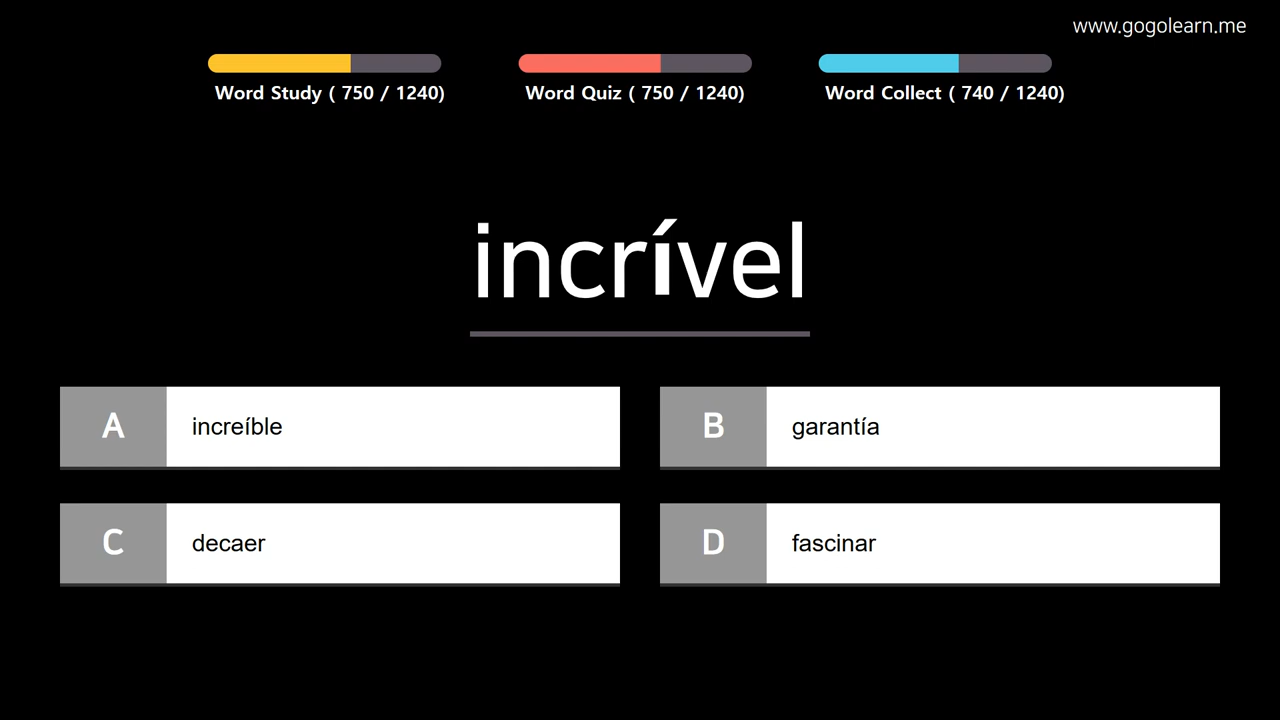 www.gogolearn.me
Word Study ( 750 / 1240)
Word Quiz ( 750 / 1240)
Word Collect ( 740 / 1240)
incrível
A increíble
B garantía
C decaer
D fascinar